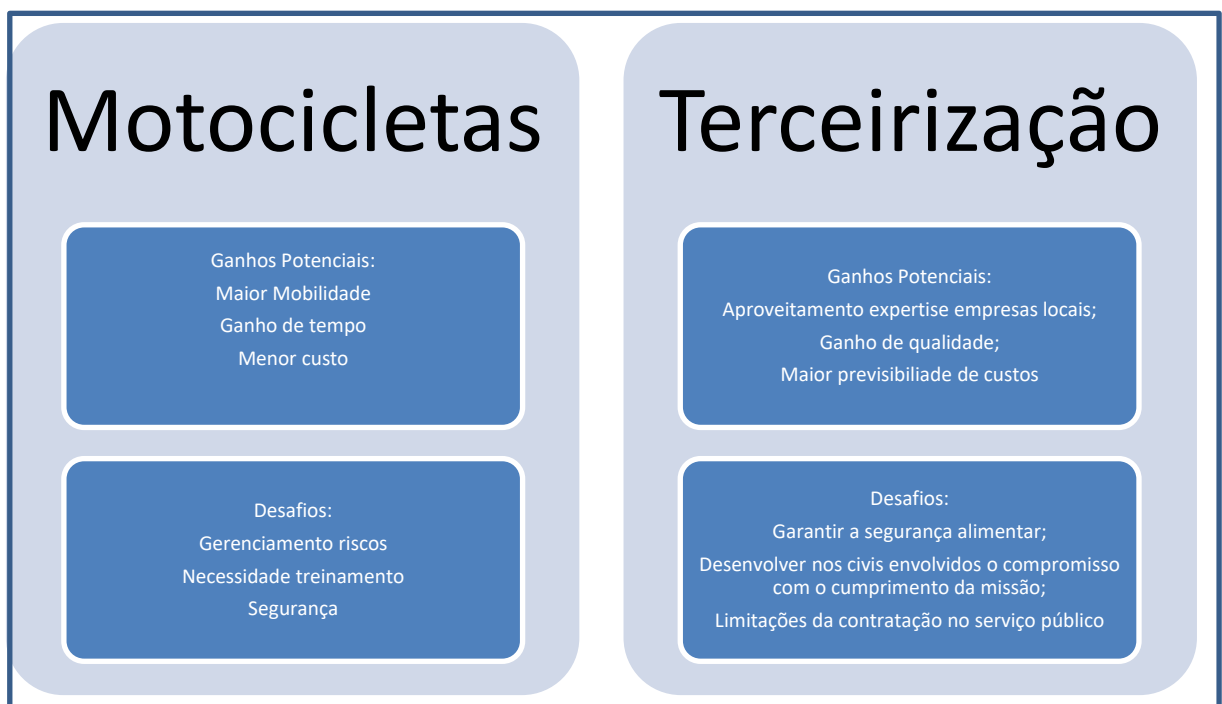 Motocicletas
Ganhos Potenciais:
Maior Mobilidade
Ganho de tempo
Menor custo
Desafios:
Gerenciamento riscos
Necessidade treinamento
Segurança
Terceirização
Ganhos Potenciais:
Aproveitamento expertise empresas locais;
Ganho de qualidade;
Maior previsibiliade de custos
Desafios:
Garantir a segurança alimentar;
Desenvolver nos civis envolvidos o compromisso
com o cumprimento da missão;
Limitações da contratação no serviço público